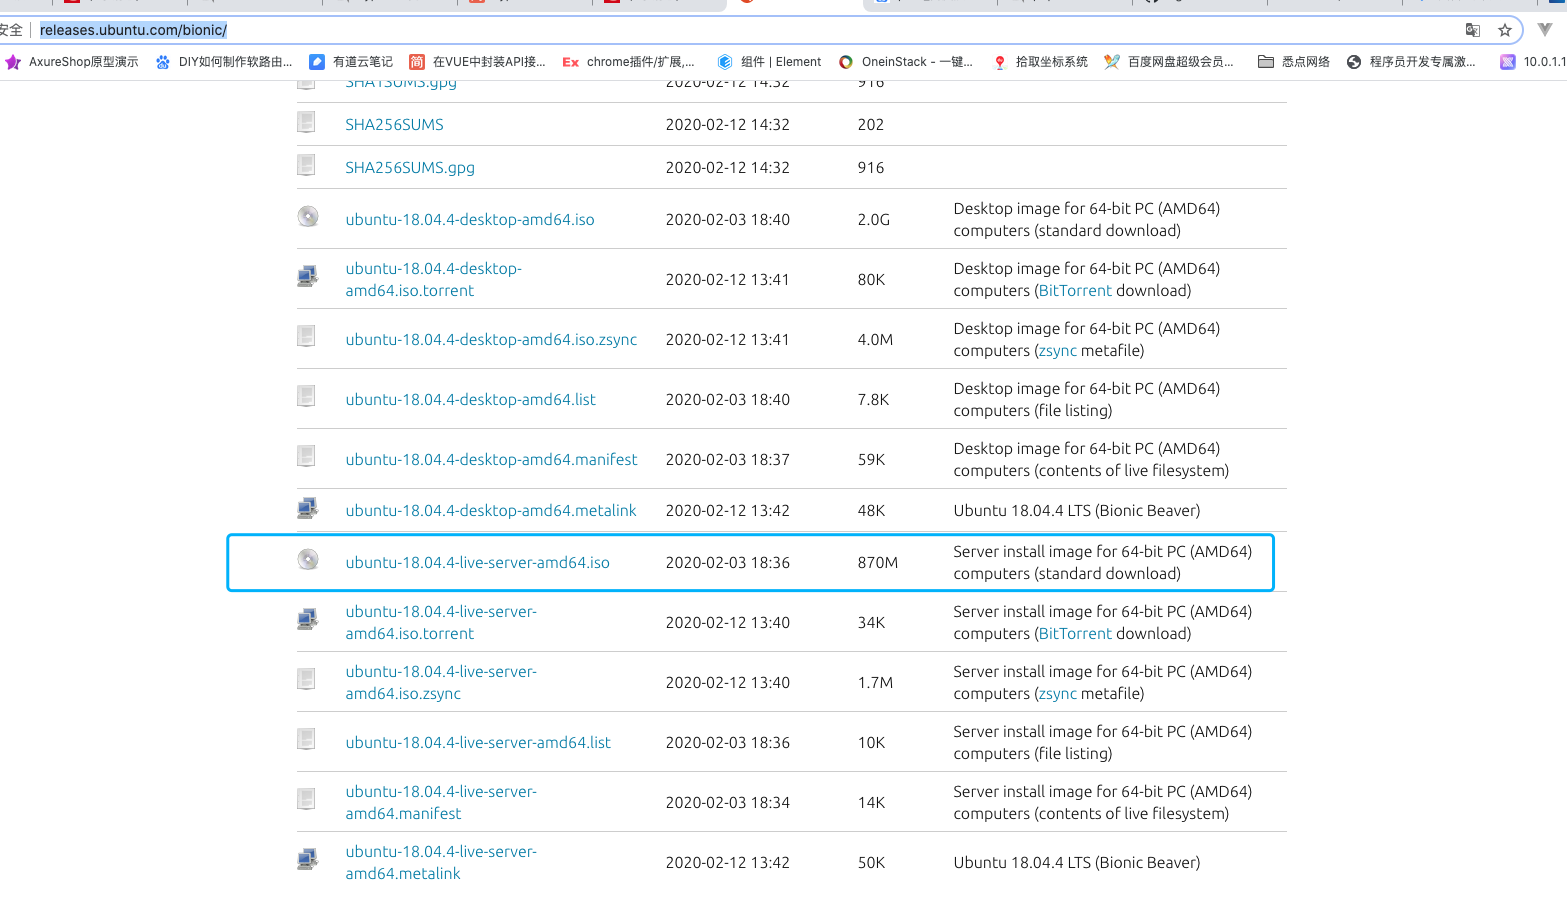 安全 releases.ubuntu.com/bionic/
AxureShop原型演示 DIY如何制作软路由... 有道云笔记 简 在VUE中封装API接... Ex chrome插件/扩展,... 组件 | Element OneinStack - 一键... 拾取坐标系统 百度网盘超级会员... 悉点网络 程序员开发专属激... 10.0.1.1
SHA1SUMS.gpg 2020-02-12 14:32 916
SHA256SUMS 2020-02-12 14:32 202
SHA256SUMS.gpg 2020-02-12 14:32 916
ubuntu-18.04.4-desktop-amd64.iso 2020-02-03 18:40 2.0G Desktop image for 64-bit PC (AMD64)
computers (standard download)
ubuntu-18.04.4-desktop-
amd64.iso.torrent 2020-02-12 13:41 80K Desktop image for 64-bit PC (AMD64)
computers (BitTorrent download)
ubuntu-18.04.4-desktop-amd64.iso.zsync 2020-02-12 13:41 4.0M Desktop image for 64-bit PC (AMD64)
computers (zsync metafile)
ubuntu-18.04.4-desktop-amd64.list 2020-02-03 18:40 7.8K Desktop image for 64-bit PC (AMD64)
computers (file listing)
ubuntu-18.04.4-desktop-amd64.manifest 2020-02-03 18:37 59K Desktop image for 64-bit PC (AMD64)
computers (contents of live filesystem)
ubuntu-18.04.4-desktop-amd64.metalink 2020-02-12 13:42 48K Ubuntu 18.04.4 LTS (Bionic Beaver)
ubuntu-18.04.4-live-server-amd64.iso 2020-02-03 18:36 870M Server install image for 64-bit PC (AMD64)
computers (standard download)
ubuntu-18.04.4-live-server-
amd64.iso.torrent 2020-02-12 13:40 34K Server install image for 64-bit PC (AMD64)
computers (BitTorrent download)
ubuntu-18.04.4-live-server-
amd64.iso.zsync 2020-02-12 13:40 1.7M Server install image for 64-bit PC (AMD64)
computers (zsync metafile)
ubuntu-18.04.4-live-server-amd64.list 2020-02-03 18:36 10K Server install image for 64-bit PC (AMD64)
computers (file listing)
ubuntu-18.04.4-live-server-
amd64.manifest 2020-02-03 18:34 14K Server install image for 64-bit PC (AMD64)
computers (contents of live filesystem)
ubuntu-18.04.4-live-server-
amd64.metalink 2020-02-12 13:42 50K Ubuntu 18.04.4 LTS (Bionic Beaver)